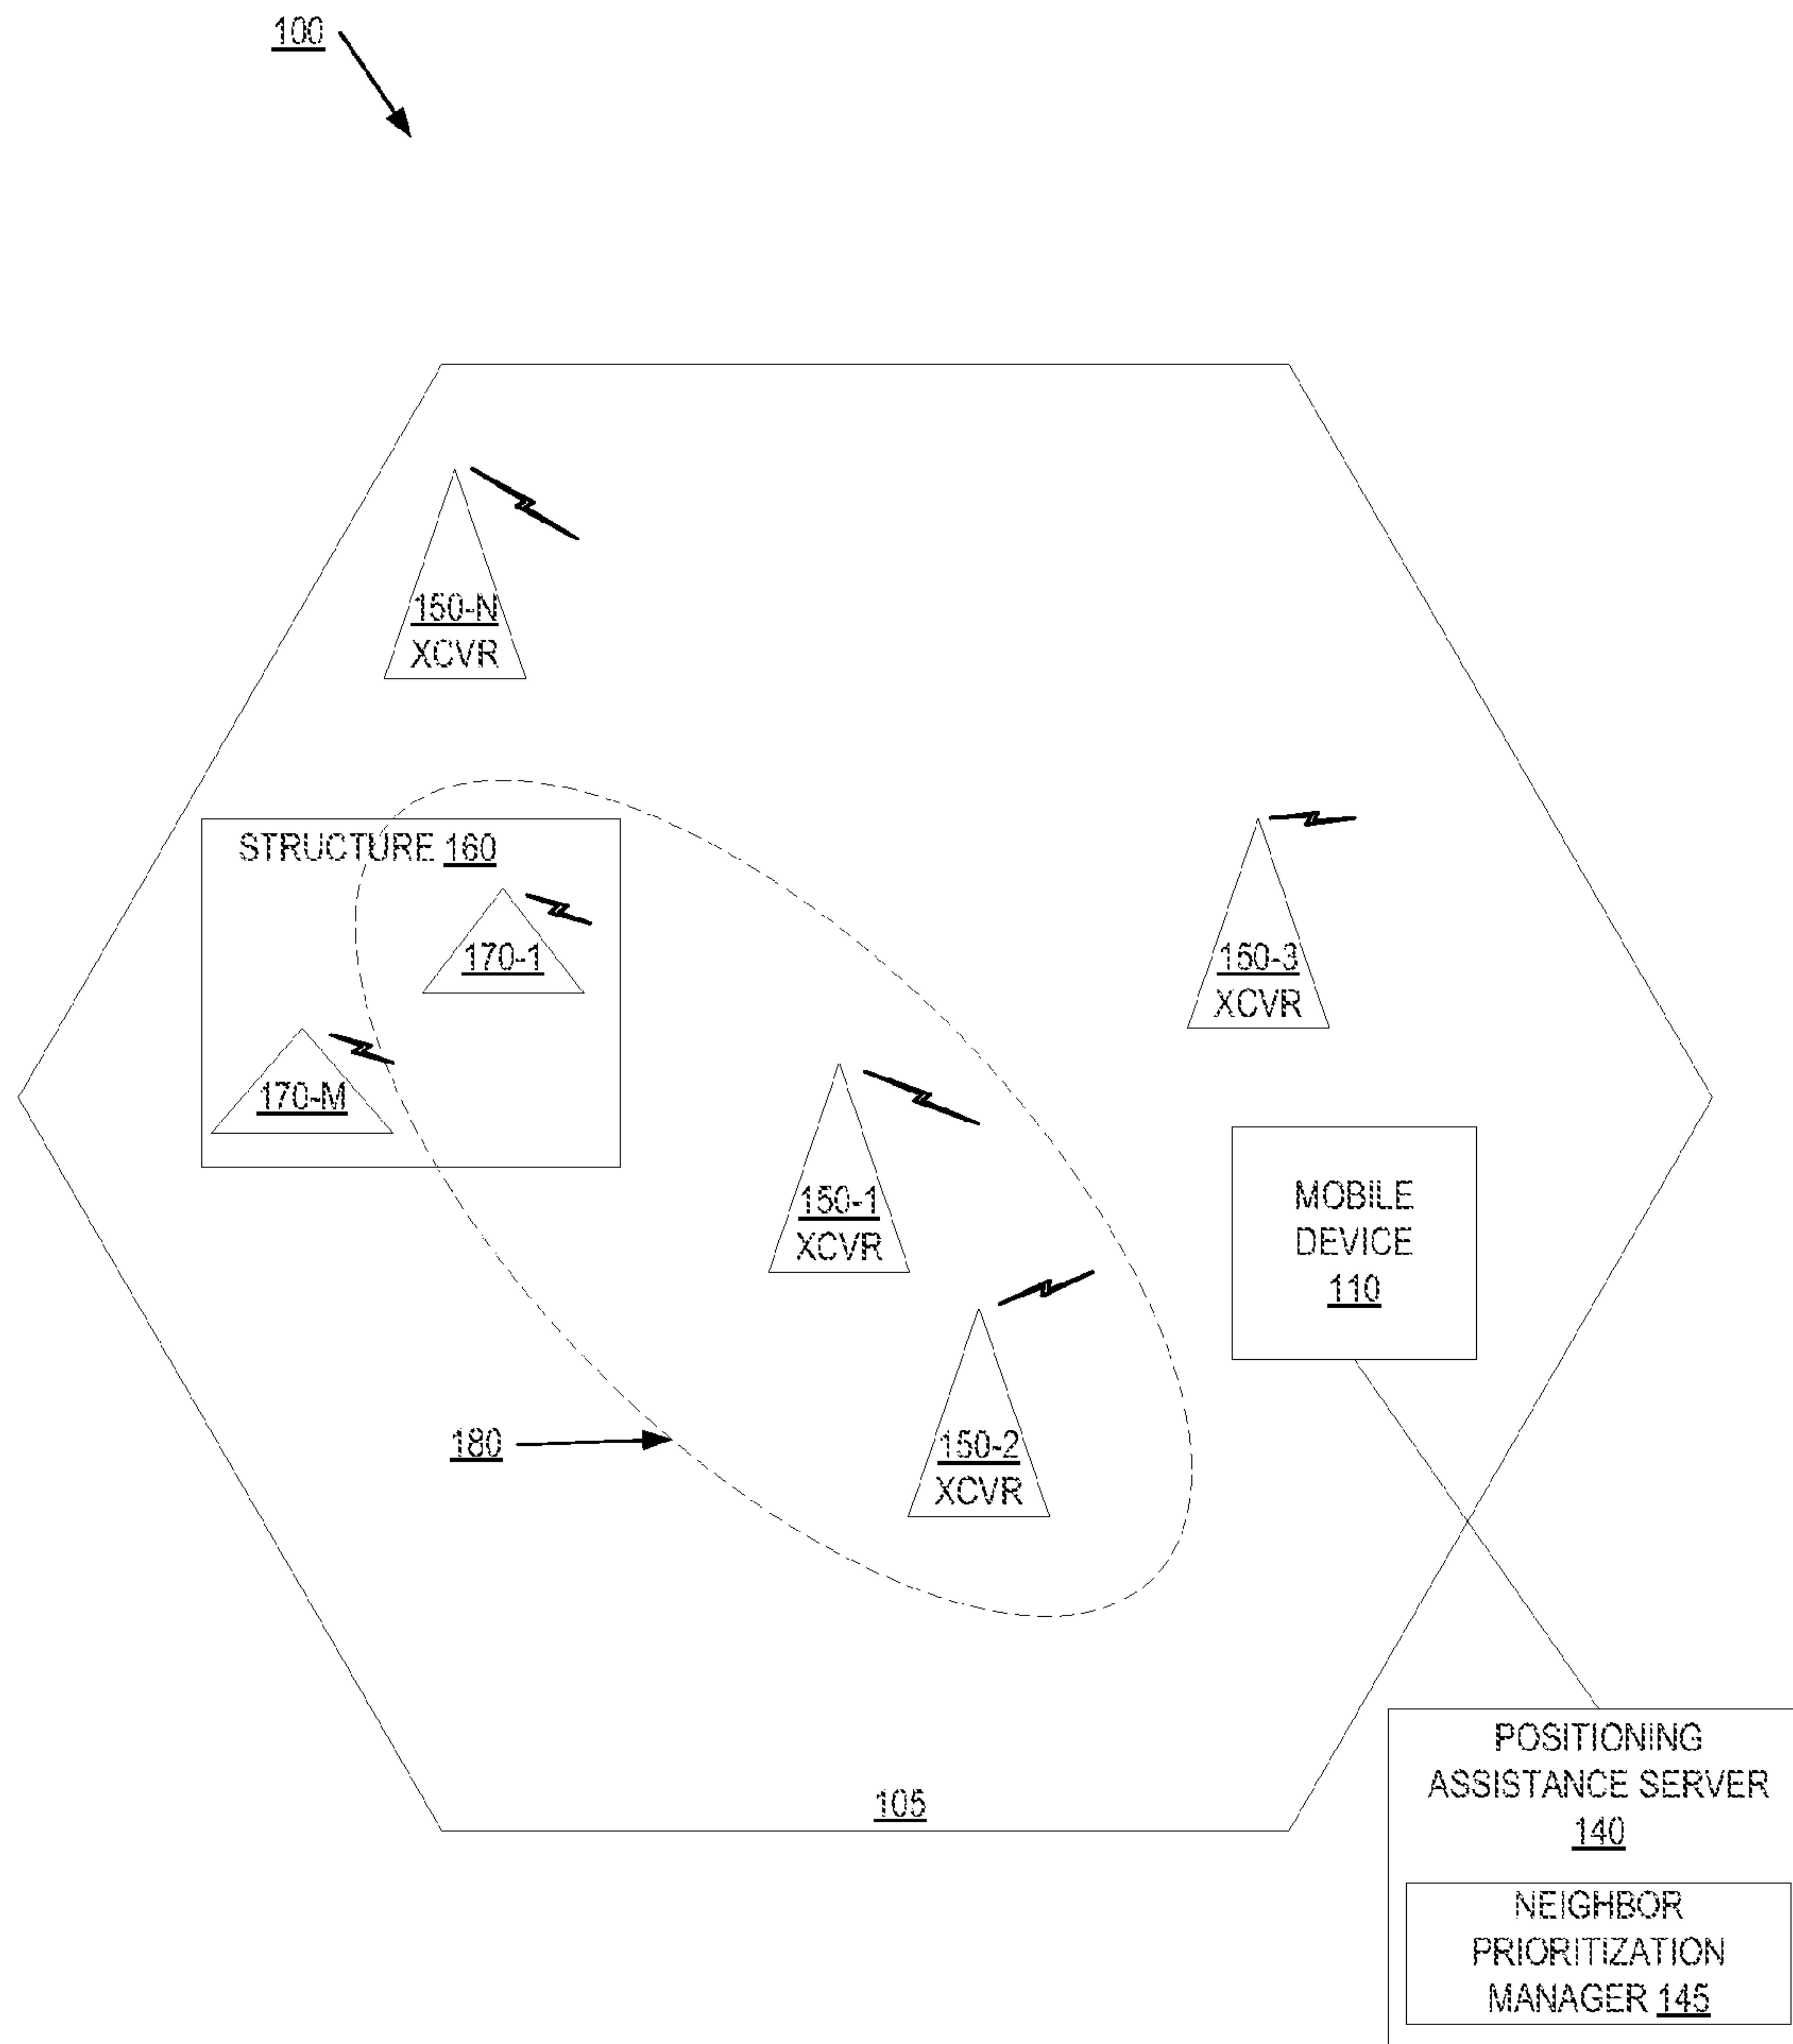 100
150-N
XCVR
STRUCTURE 160
170-1
150-3
XCVR
170-M
150-1
XCVR
MOBILE
DEVICE
110
180
150-2
XCVR
105
POSITIONING
ASSISTANCE SERVER
140
NEIGHBOR
PRIORITIZATION
MANAGER 145